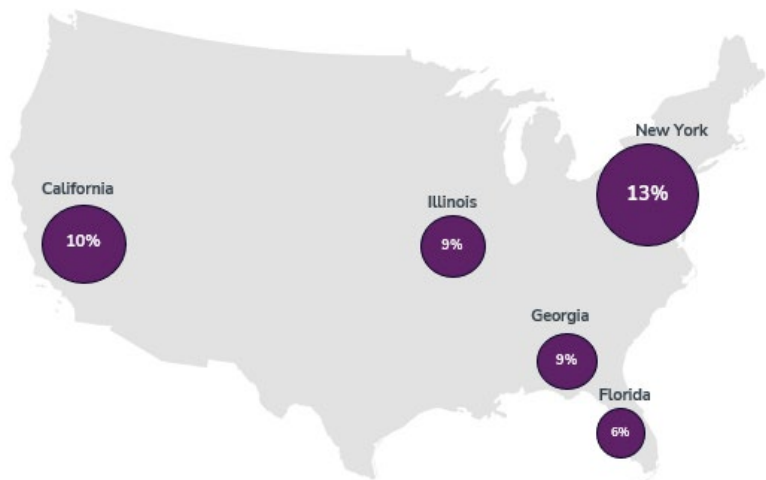 New York
13%
California
10%
Illinois
9%
Georgia
9%
Florida
6%